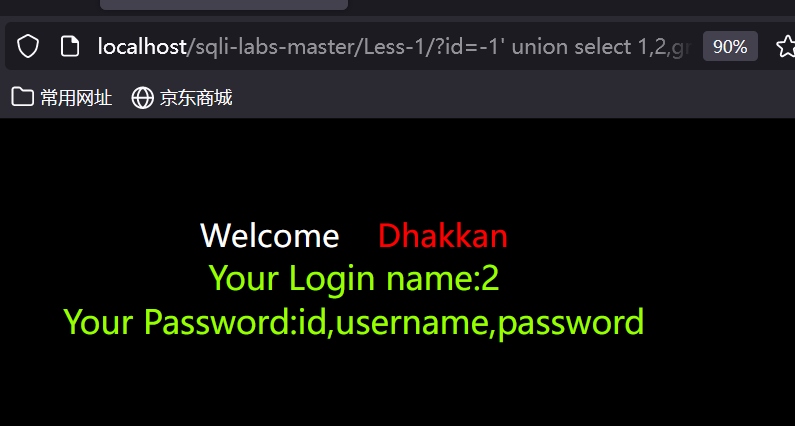 localhost/sqli-labs-master/Less-1/?id=-1' union select 1,2,gr
90%
常用网址 京东商城
Welcome Dhakkan
Your Login name:2
Your Password:id,username,password